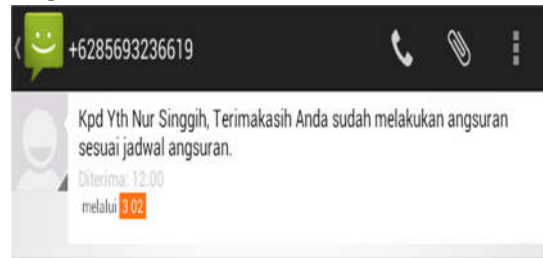 +6285693236619
Kpd Yth Nur Singgih, Terimakasih Anda sudah melakukan angsuran
sesuai jadwal angsuran.
Diterima: 12:00
melalui 3 02